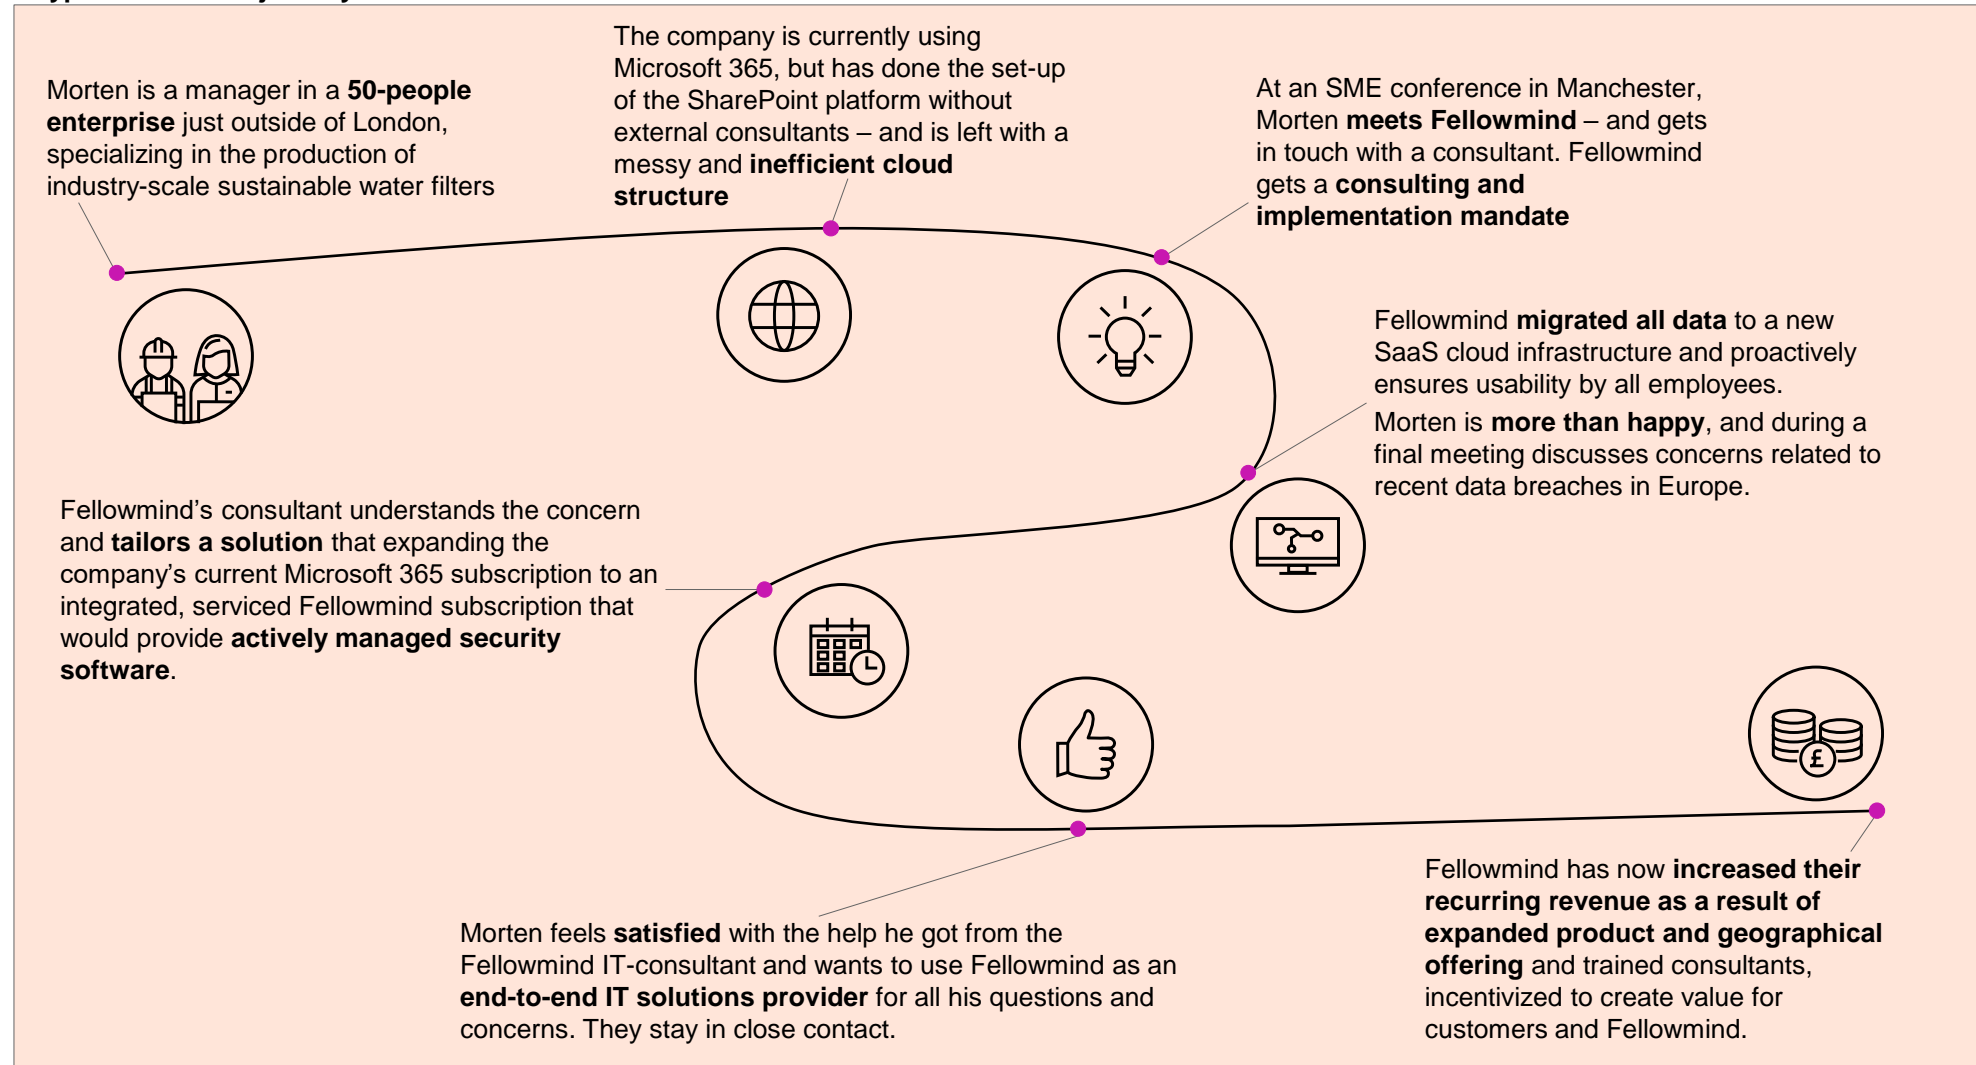 Morten is a manager in a 50-people
enterprise just outside of London,
specializing in the production of
industry-scale sustainable water filters
The company is currently using
Microsoft 365, but has done the set-up
of the SharePoint platform without
external consultants – and is left with a
messy and inefficient cloud
structure
At an SME conference in Manchester,
Morten meets Fellowmind – and gets
in touch with a consultant. Fellowmind
gets a consulting and
implementation mandate
Fellowmind migrated all data to a new
SaaS cloud infrastructure and proactively
ensures usability by all employees.
Morten is more than happy, and during a
final meeting discusses concerns related to
recent data breaches in Europe.
Fellowmind’s consultant understands the concern
and tailors a solution that expanding the
company’s current Microsoft 365 subscription to an
integrated, serviced Fellowmind subscription that
would provide actively managed security
software.
£
Morten feels satisfied with the help he got from the
Fellowmind IT-consultant and wants to use Fellowmind as an
end-to-end IT solutions provider for all his questions and
concerns. They stay in close contact.
Fellowmind has now increased their
recurring revenue as a result of
expanded product and geographical
offering and trained consultants,
incentivized to create value for
customers and Fellowmind.